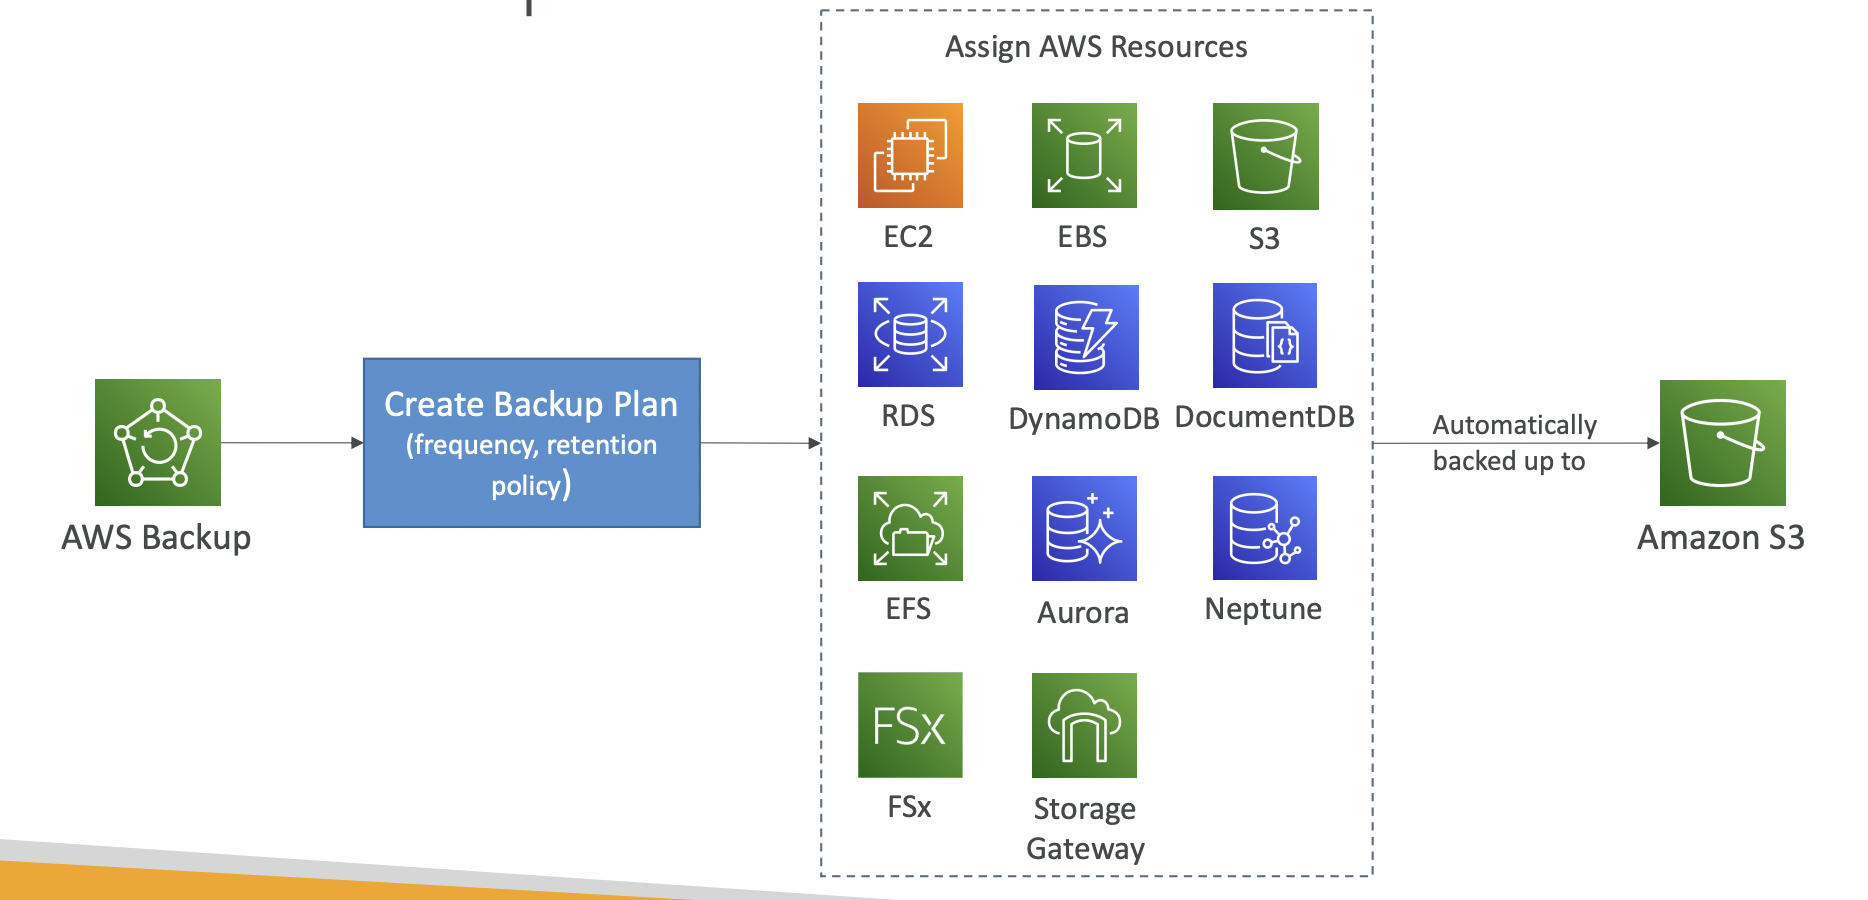 Assign AWS Resources
EC2
EBS
S3
RDS
DynamoDB
DocumentDB
EFS
Aurora
Neptune
FSx
FSx
Storage
Gateway
AWS Backup
Create Backup Plan
(frequency, retention
policy)
Automatically
backed up to
Amazon S3